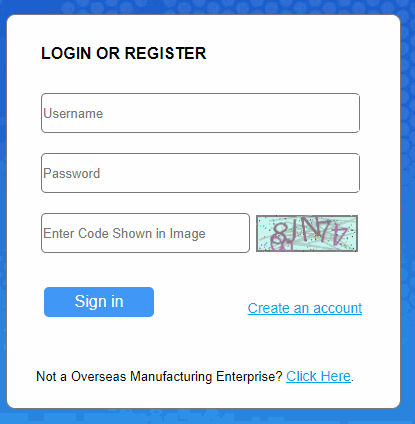 LOGIN OR REGISTER
Username
Password
Enter Code Shown in Image
Sign in
Create an account
Not a Overseas Manufacturing Enterprise? Click Here.